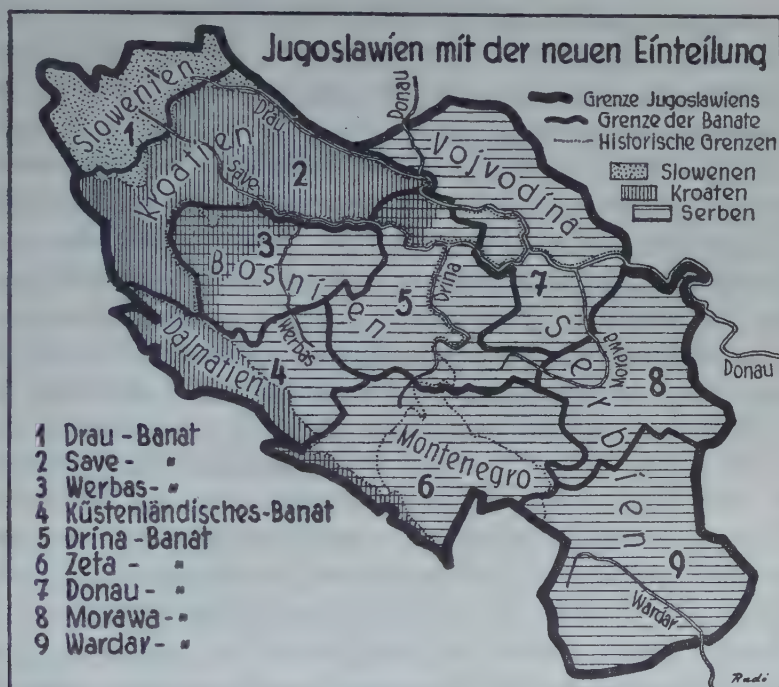 Jugoslawien mit der neuen Einteilung
Grenze Jugoslawiens
Grenze der Banate
Historische Grenzen
Slowenen
Kroaten
Serben
Slowenien
1
Kroatien
Drau
Save
2
Donau
Vojvodina
3
Bosnien
Werbas
Dalmatien
4
5
Drina
7
Serbien
Morawa
8
Donau
Montenegro
6
9
Wardar
1 Drau - Banat
2 Save - "
3 Werbas- "
4 Küstenländisches-Banat
5 Drina - Banat
6 Zeta - "
7 Donau - "
8 Morawa- "
9 Wardar- "
Radi